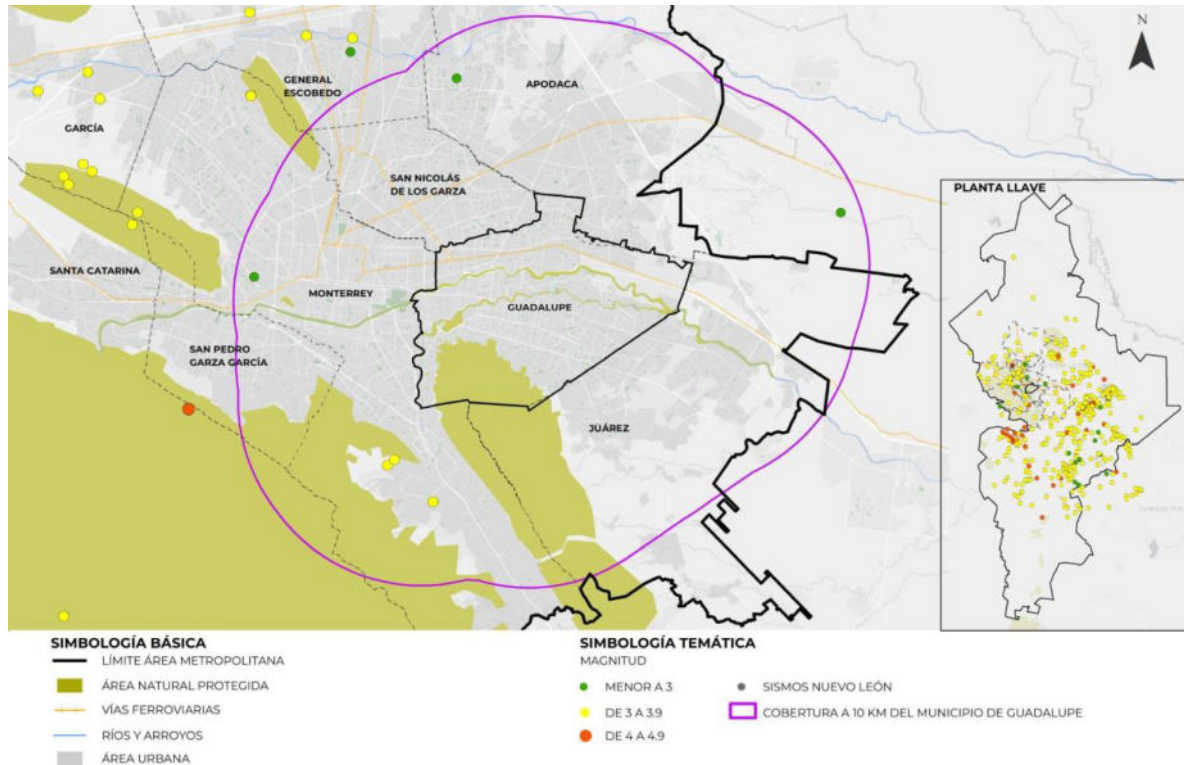 N
GENERAL
ESCOBEDO
APODACA
GARCÍA
SAN NICOLÁS
DE LOS GARZA
PLANTA LLAVE
SANTA CATARINA
MONTERREY
GUADALUPE
SAN PEDRO
GARZA GARCÍA
JUÁREZ
SIMBOLOGÍA BÁSICA
LÍMITE ÁREA METROPOLITANA
ÁREA NATURAL PROTEGIDA
VÍAS FERROVIARIAS
RÍOS Y ARROYOS
ÁREA URBANA
SIMBOLOGÍA TEMÁTICA
MAGNITUD
MENOR A 3
DE 3 A 3.9
DE 4 A 4.9
SISMOS NUEVO LEÓN
COBERTURA A 10 KM DEL MUNICIPIO DE GUADALUPE